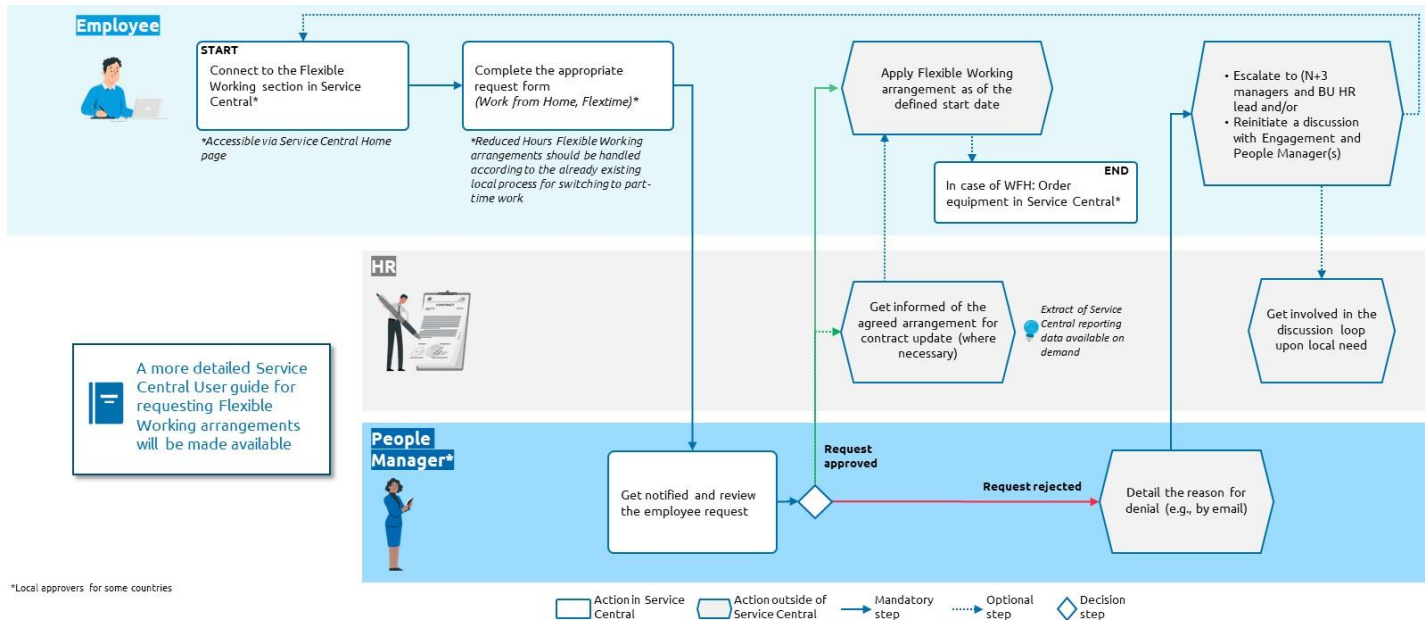 Employee
START
Connect to the Flexible
Working section in Service
Central*
*Accessible via Service Central Home
page
Complete the appropriate
request form
(Work from Home, Flextime)*
*Reduced Hours Flexible Working
arrangements should be handled
according to the already existing
local process for switching to part-
time work
Apply Flexible Working
arrangement as of the
defined start date
END
In case of WFH: Order
equipment in Service Central*
• Escalate to (N+3
managers and BU HR
lead and/or
• Reinitiate a discussion
with Engagement and
People Manager(s)
HR
CONTRACT
Get informed of the
agreed arrangement for
contract update (where
necessary)
Extract of Service
Central reporting
data available on
demand
Get involved in the
discussion loop
upon local need
A more detailed Service
Central User guide for
requesting Flexible
Working arrangements
will be made available
People
Manager*
Get notified and review
the employee request
Request
approved
Request rejected
Detail the reason for
denial (e.g., by email)
*Local approvers for some countries
Action in Service
Central
Action outside of
Service Central
Mandatory
step
Optional
step
Decision
step